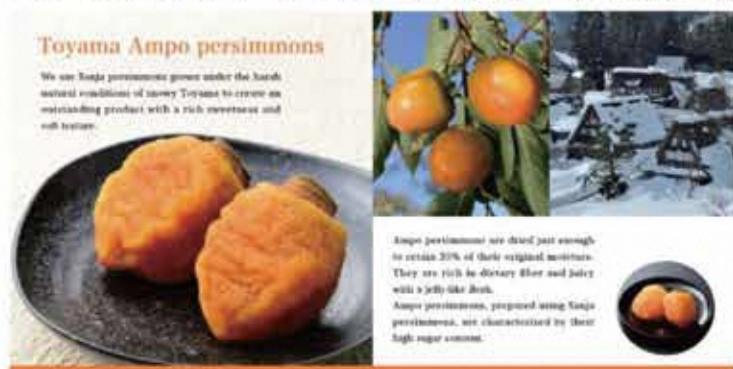 Toyama Ampo persimmons
We use Sanja persimmons grown under the harsh
natural conditions of snowy Toyama to create an
outstanding product with a rich sweetness and
soft texture.
Ampo persimmons are dried just enough
to retain of their original moisture.
They are rich in dietary fiber and juicy
with a jelly-like flesh.
Ampo persimmons, prepared using Sanja
persimmons, are characterized by their
high sugar content.